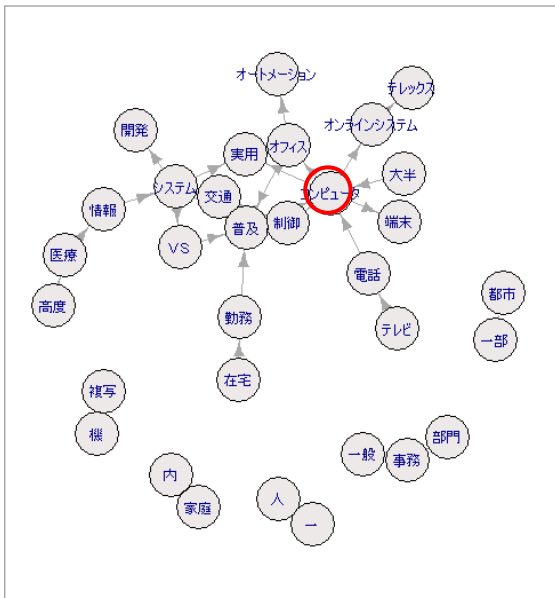 オートメーション
テレックス
開発
オンラインシステム
実用
オフィス
システム
大半
交通
コンピュータ
情報
制御
端末
VS
普及
医療
電話
高度
都市
勤務
テレビ
一部
在宅
複写
機
部門
一般
事務
内
家庭
人
一